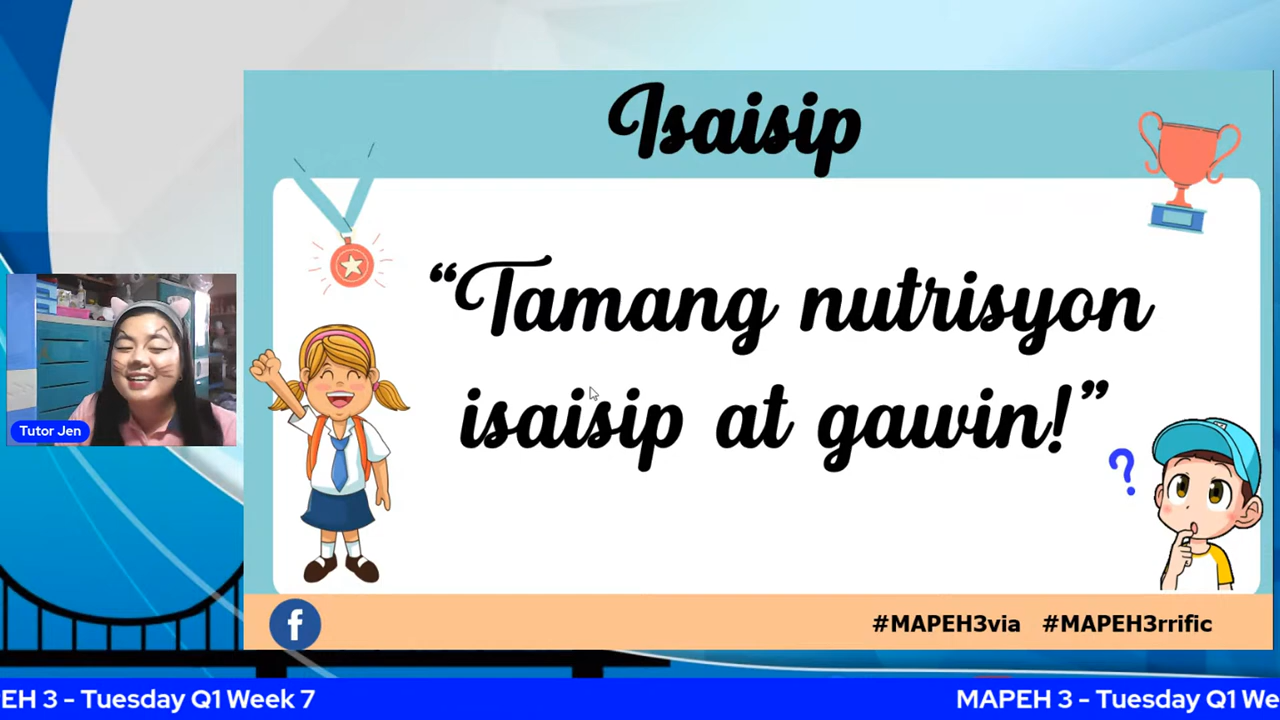 Isaisip
“Tamang nutrisyon
isaisip at gawin!”
?
Tutor Jen
f
#MAPEH3via #MAPEH3rrific
EH 3 - Tuesday Q1 Week 7
MAPEH 3 - Tuesday Q1 We